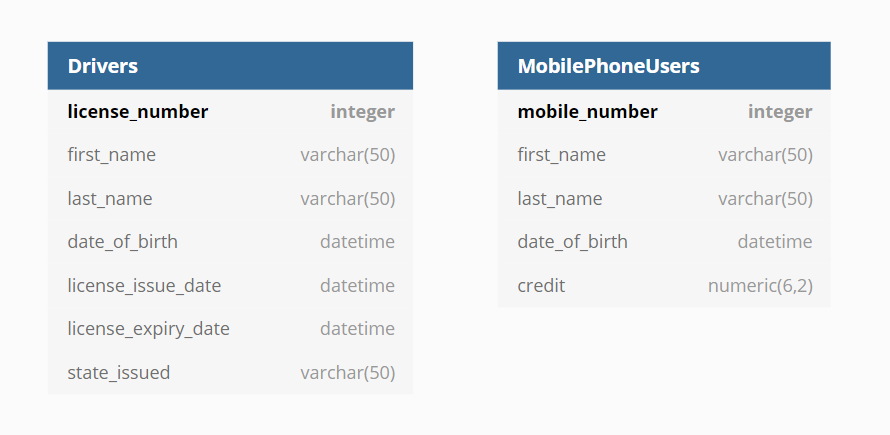 Drivers
license_number integer
first_name varchar(50)
last_name varchar(50)
date_of_birth datetime
license_issue_date datetime
license_expiry_date datetime
state_issued varchar(50)
MobilePhoneUsers
mobile_number integer
first_name varchar(50)
last_name varchar(50)
date_of_birth datetime
credit numeric(6,2)